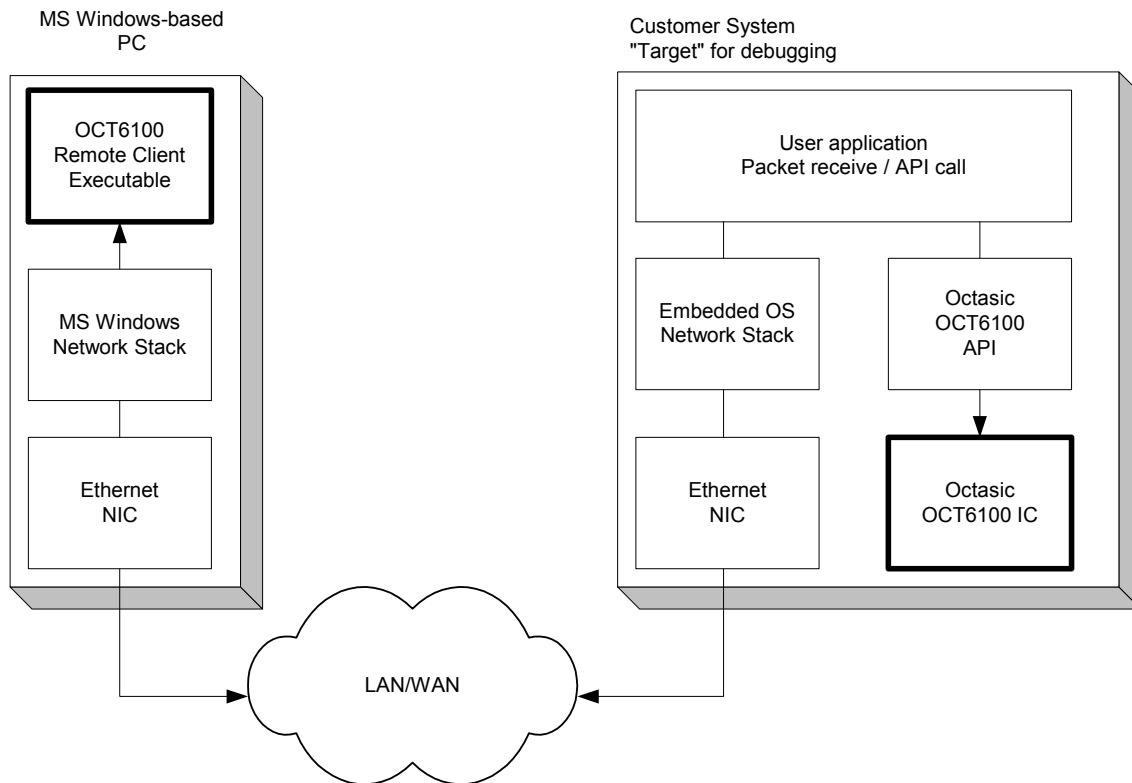 MS Windows-based
PC
OCT6100
Remote Client
Executable
MS Windows
Network Stack
Ethernet
NIC
Customer System
"Target" for debugging
User application
Packet receive / API call
Embedded OS
Network Stack
Octasic
OCT6100
API
Ethernet
NIC
Octasic
OCT6100 IC
LAN/WAN